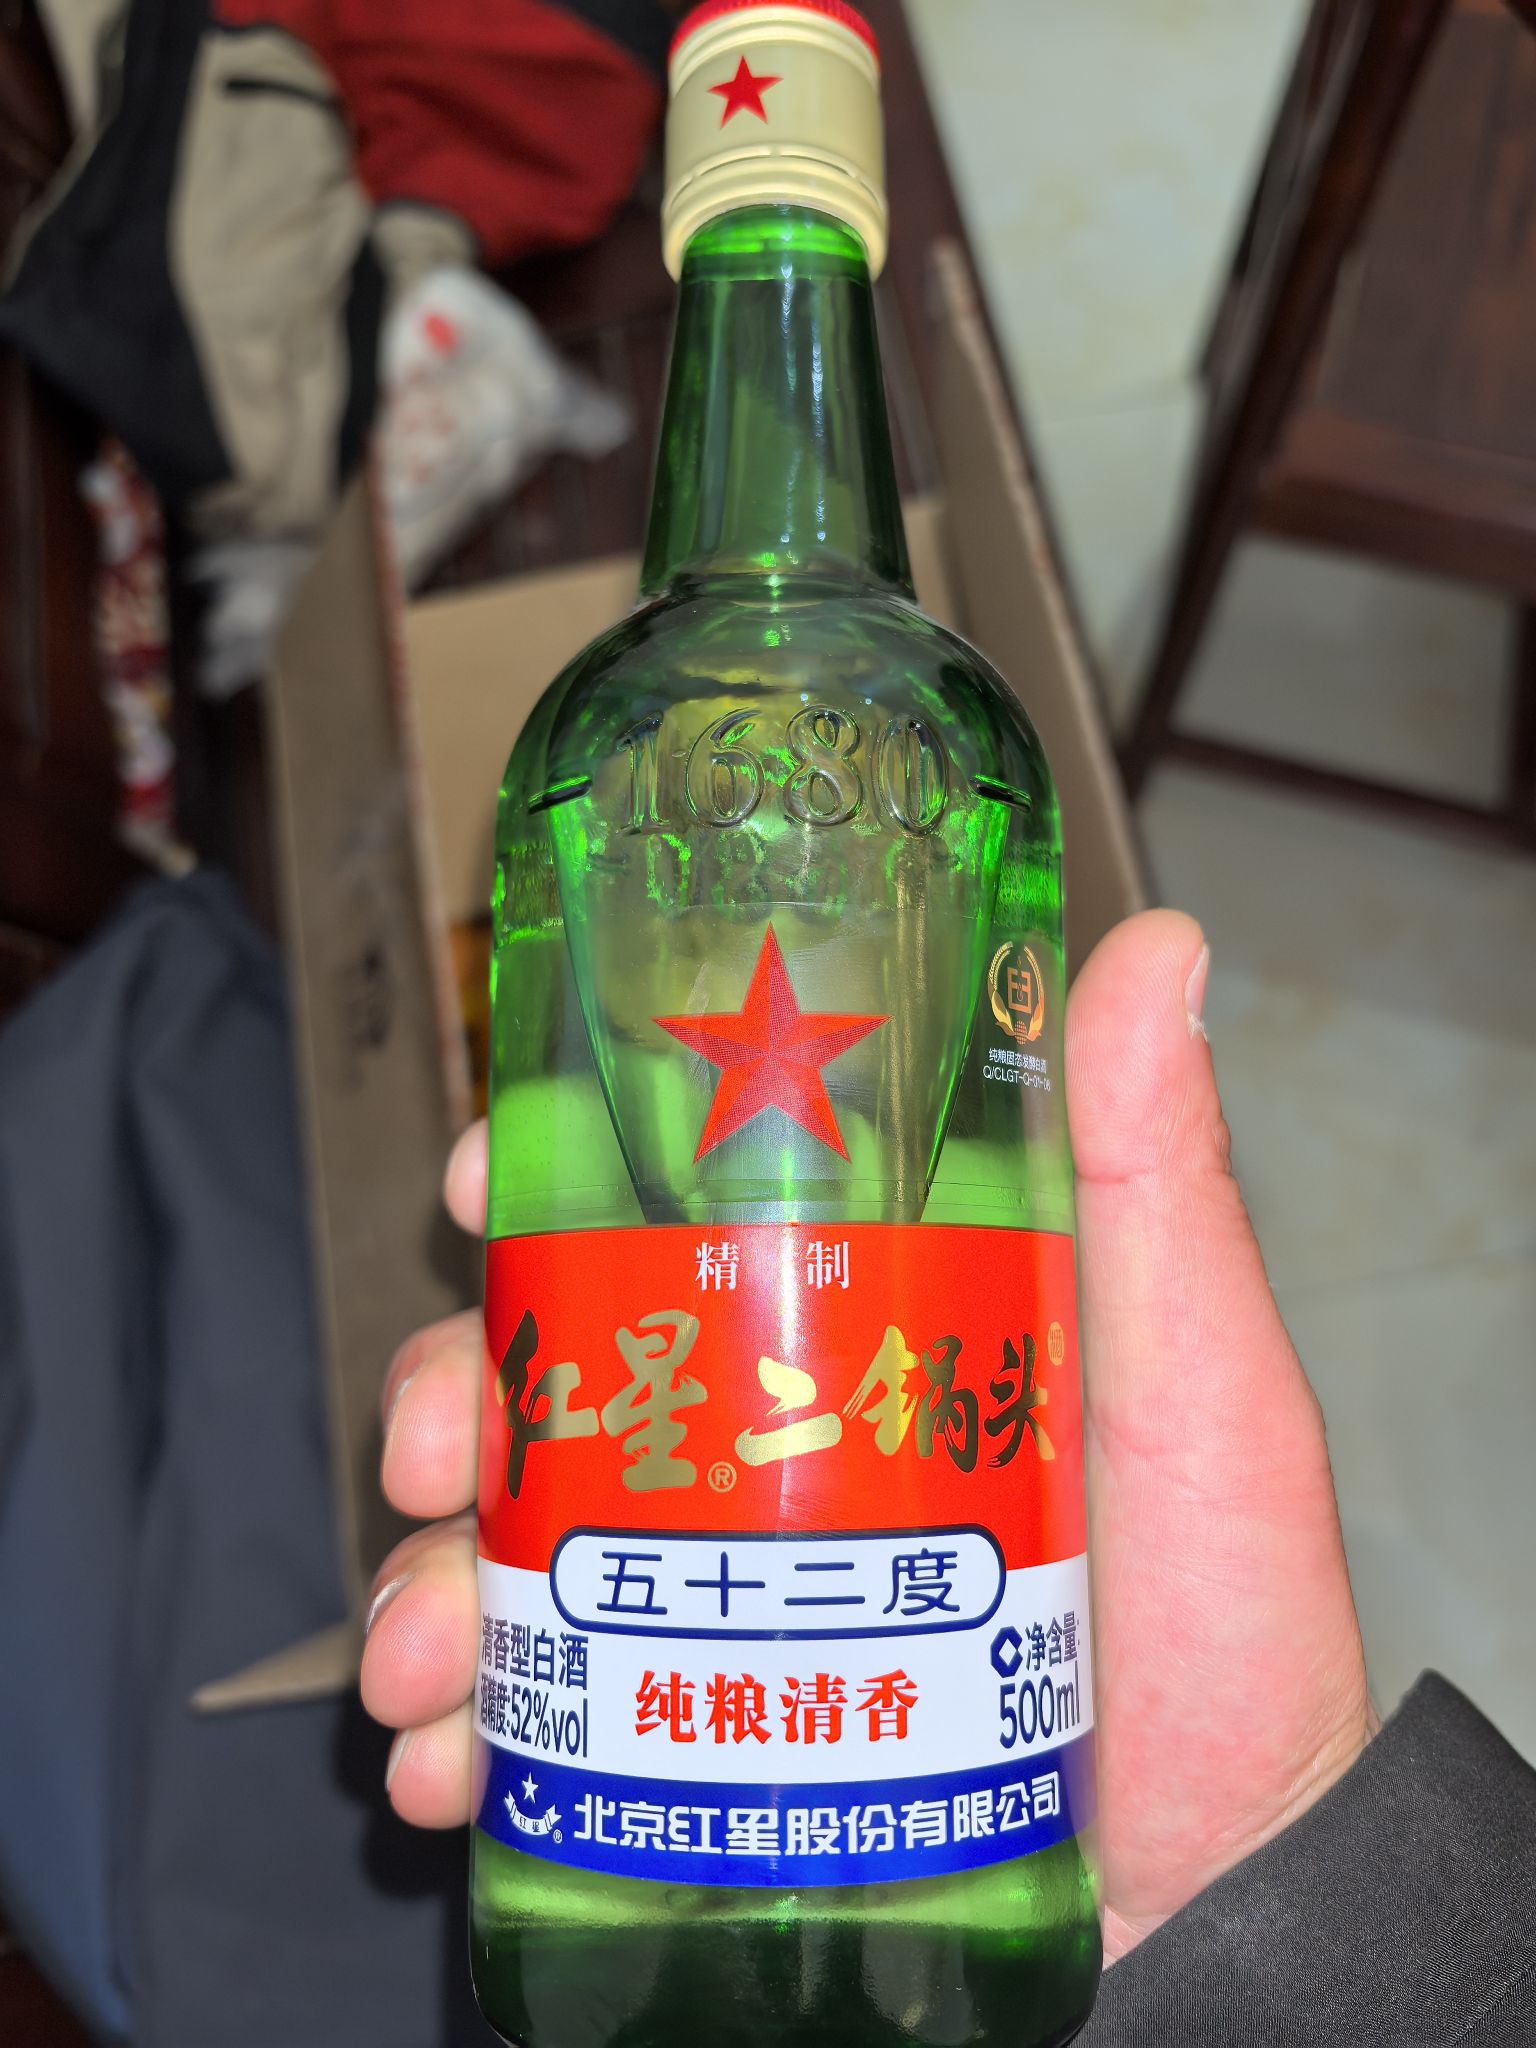 1680
纯粮固态发酵白酒
Q/CLGT-Q-01-06
精 制
红星二锅头
®
五十二度
清香型白酒
酒精度:52%vol
纯粮清香
净含量:
500ml
红星®
北京红星股份有限公司